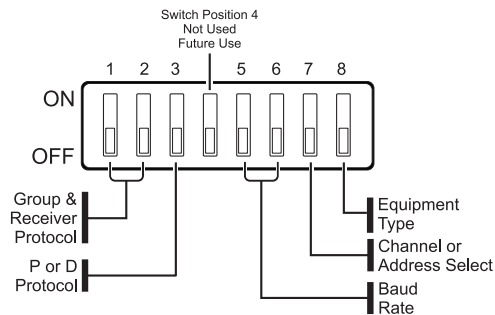 Switch Position 4
Not Used
Future Use
1 2 3 5 6 7 8
ON
OFF
Group &
Receiver
Protocol
P or D
Protocol
Equipment
Type
Channel or
Address Select
Baud
Rate